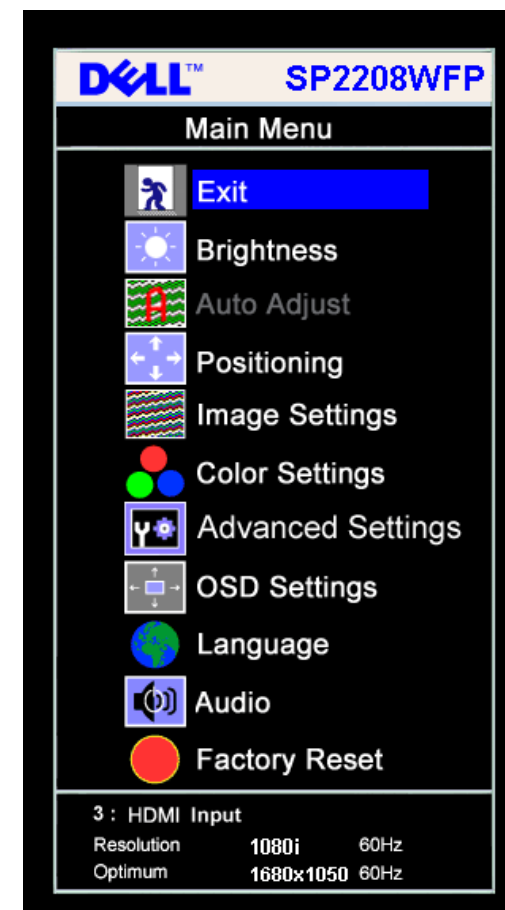 DELL™ SP2208WFP
Main Menu
Exit
Brightness
Auto Adjust
Positioning
Image Settings
Color Settings
Advanced Settings
OSD Settings
Language
Audio
Factory Reset
3 : HDMI Input
Resolution 1080i 60Hz
Optimum 1680x1050 60Hz